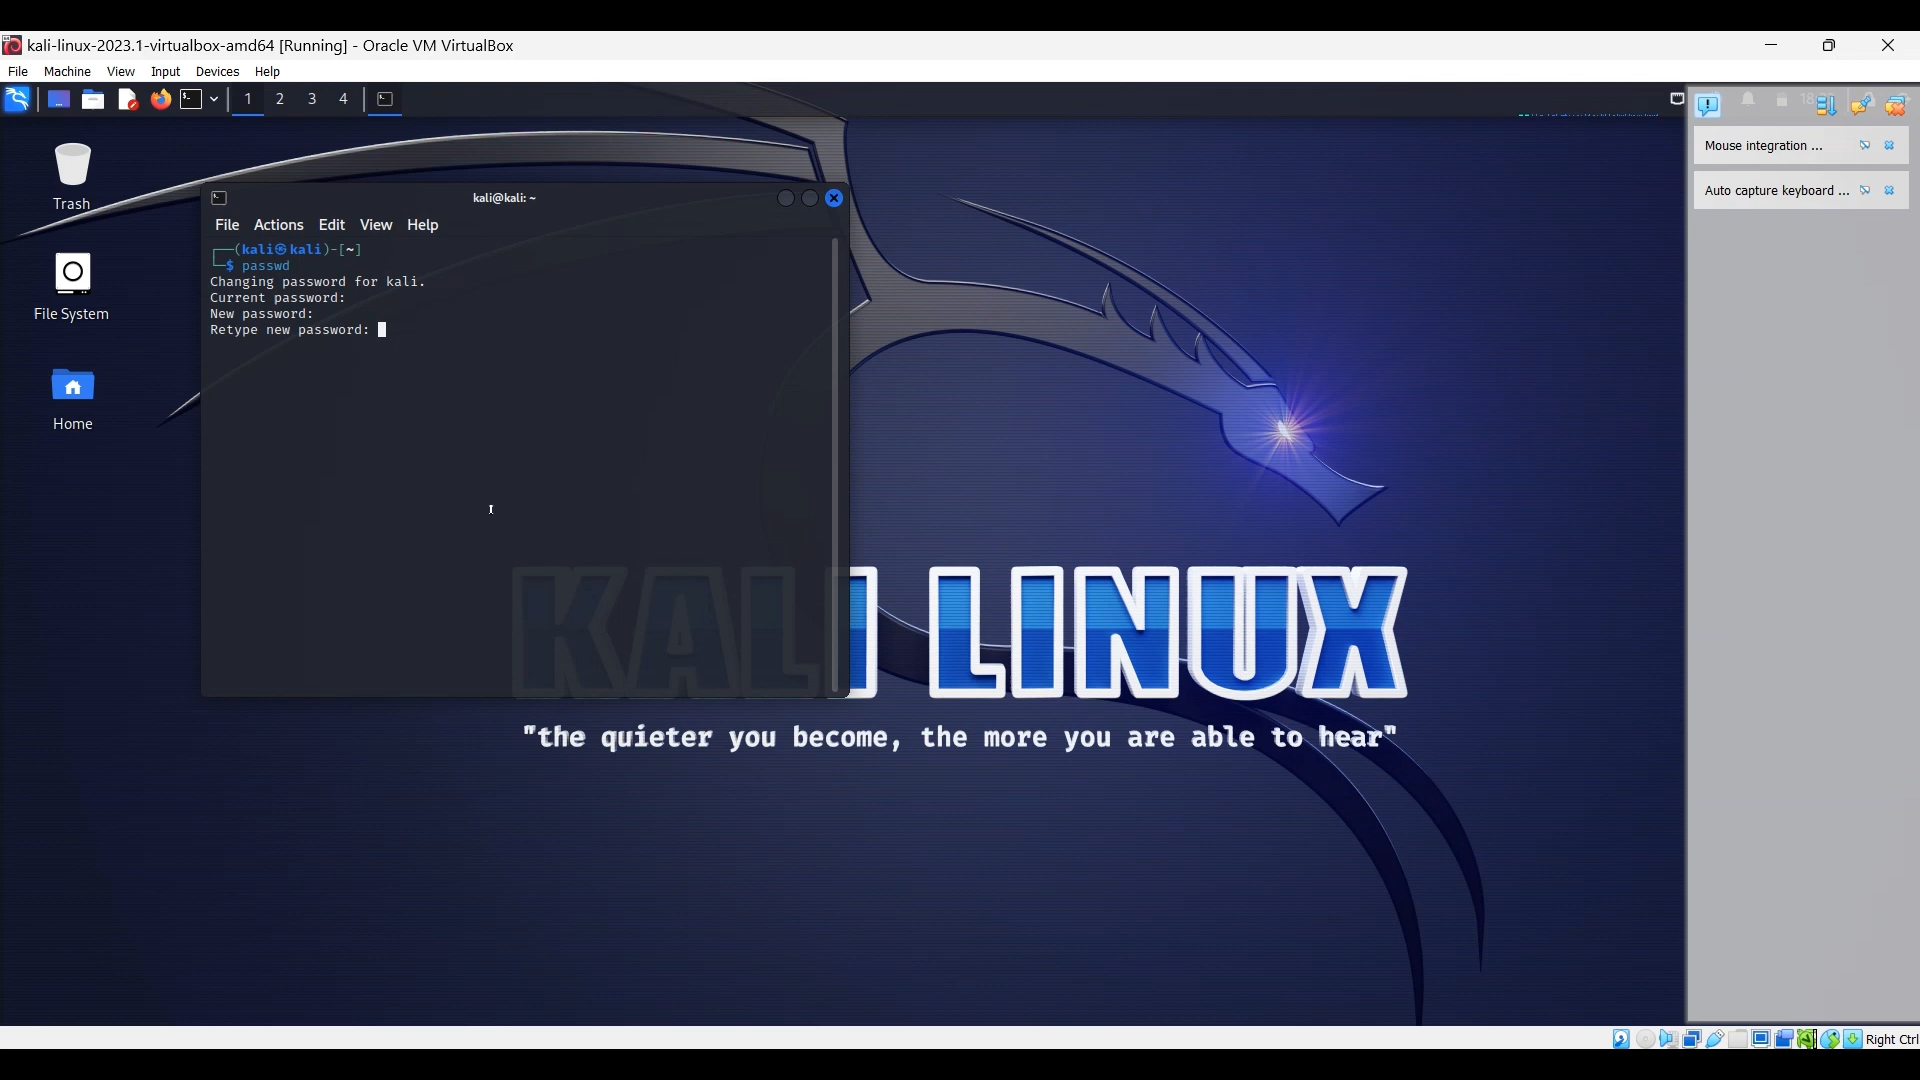 kali-linux-2023.1-virtualbox-amd64 [Running] - Oracle VM VirtualBox
File Machine View Input Devices Help
1 2 3 4
Mouse integration ...
Auto capture keyboard ...
Trash
File System
Home
kali@kali: ~
File Actions Edit View Help
┌──(kali㉿kali)-[~]
└─$ passwd
Changing password for kali.
Current password:
New password:
Retype new password:
KALI LINUX
"the quieter you become, the more you are able to hear"
Right Ctrl